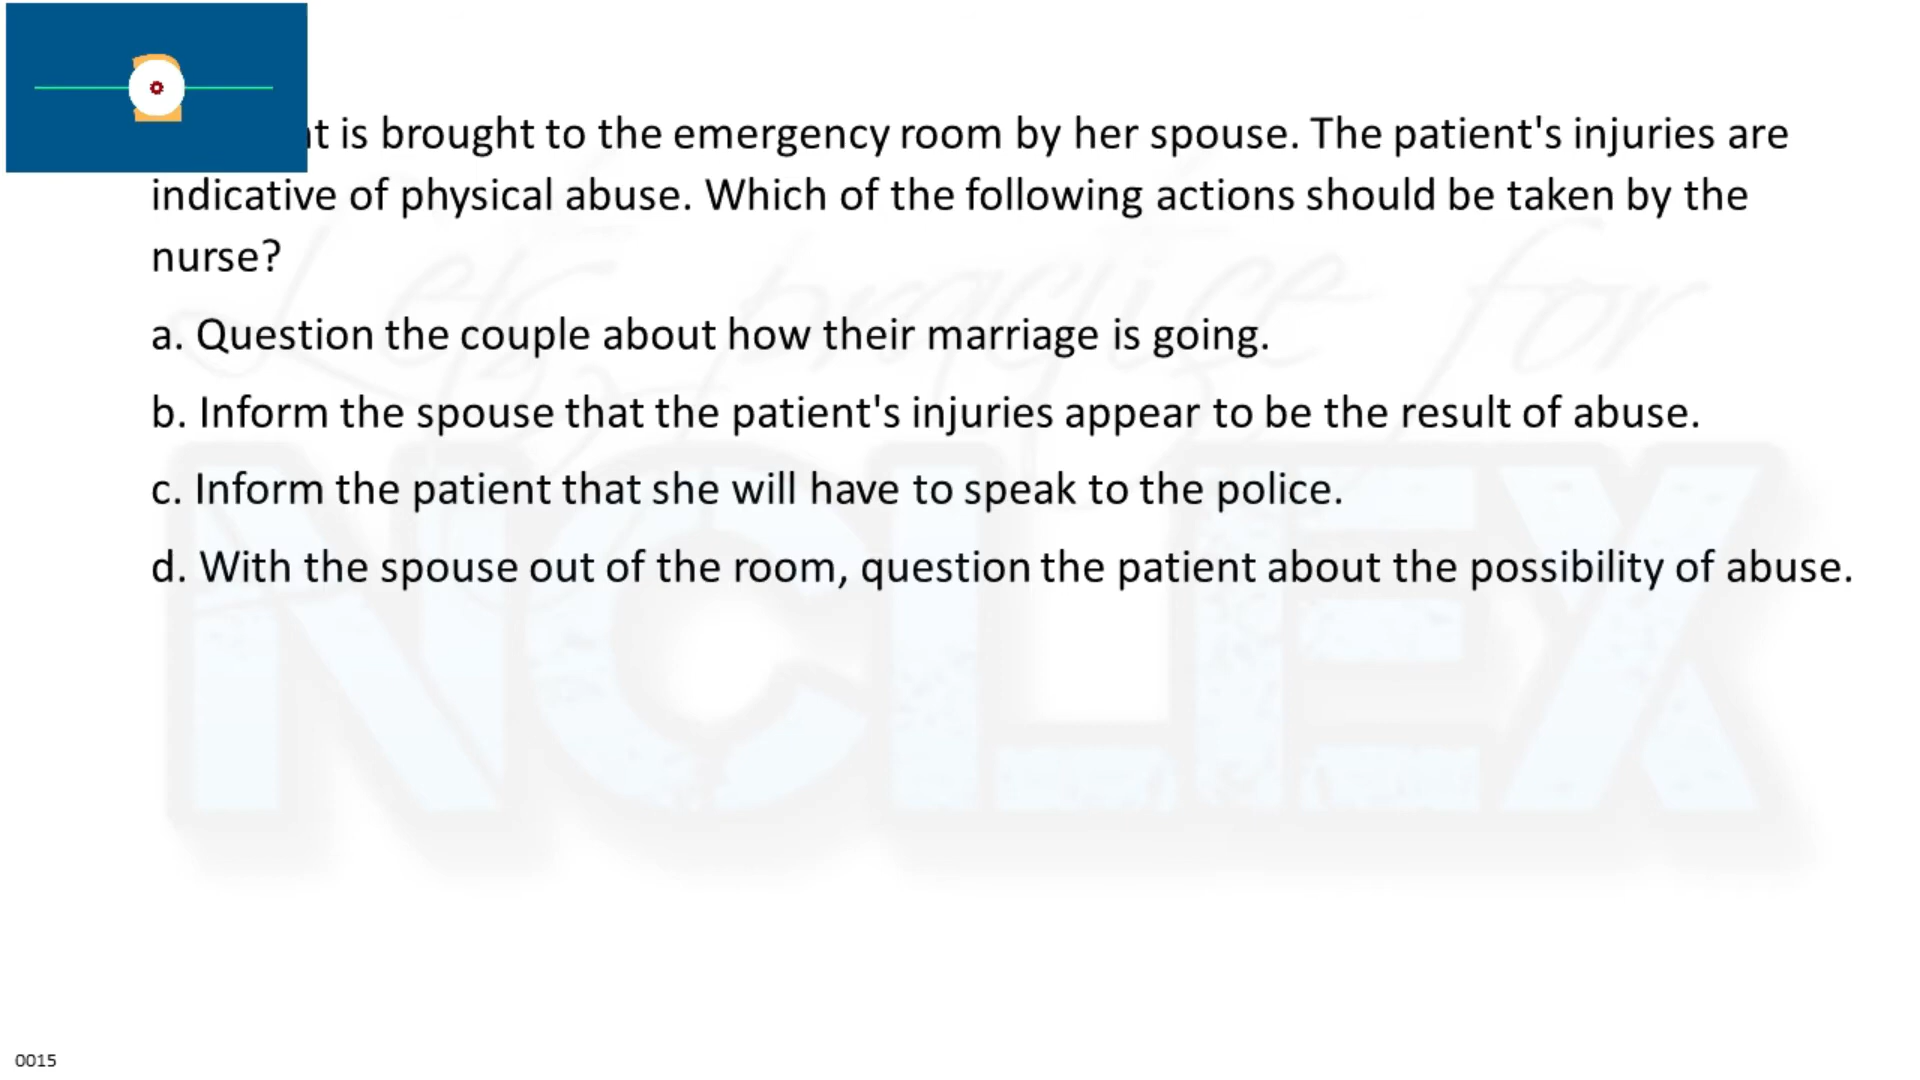 is brought to the emergency room by her spouse. The patient's injuries are
indicative of physical abuse. Which of the following actions should be taken by the
nurse?
a. Question the couple about how their marriage is going.
b. Inform the spouse that the patient's injuries appear to be the result of abuse.
c. Inform the patient that she will have to speak to the police.
d. With the spouse out of the room, question the patient about the possibility of abuse.
Let's practice for
NCLEX
0015